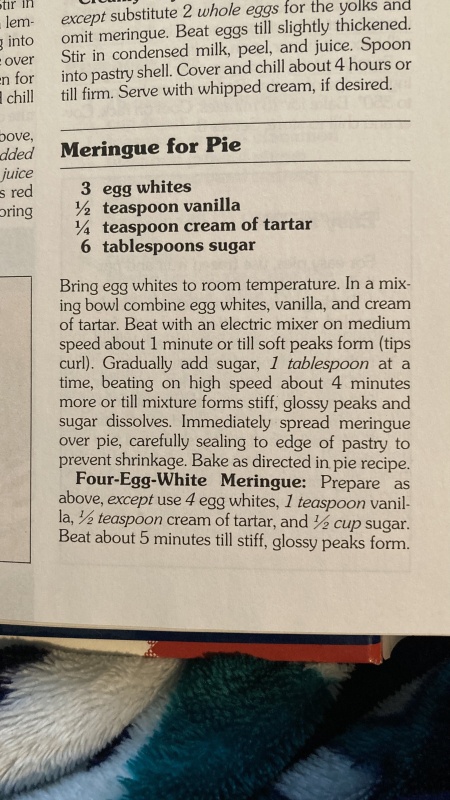 tir in
lem-
g into
over
n for
chill
bove,
dded
juice
s red
oring
except substitute 2 whole eggs for the yolks and
omit meringue. Beat eggs till slightly thickened.
Stir in condensed milk, peel, and juice. Spoon
into pastry shell. Cover and chill about 4 hours or
till firm. Serve with whipped cream, if desired.
Meringue for Pie
3 egg whites
½ teaspoon vanilla
¼ teaspoon cream of tartar
6 tablespoons sugar
Bring egg whites to room temperature. In a mix-
ing bowl combine egg whites, vanilla, and cream
of tartar. Beat with an electric mixer on medium
speed about 1 minute or till soft peaks form (tips
curl). Gradually add sugar, 1 tablespoon at a
time, beating on high speed about 4 minutes
more or till mixture forms stiff, glossy peaks and
sugar dissolves. Immediately spread meringue
over pie, carefully sealing to edge of pastry to
prevent shrinkage. Bake as directed in pie recipe.
Four-Egg-White Meringue: Prepare as
above, except use 4 egg whites, 1 teaspoon vanil-
la, ½ teaspoon cream of tartar, and ½ cup sugar.
Beat about 5 minutes till stiff, glossy peaks form.